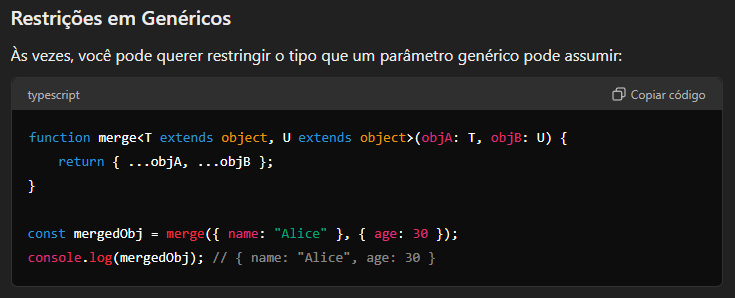 Restrições em Genéricos
Às vezes, você pode querer restringir o tipo que um parâmetro genérico pode assumir:
typescript
Copiar código
function merge<T extends object, U extends object>(objA: T, objB: U) {
    return { ...objA, ...objB };
}
const mergedObj = merge({ name: "Alice" }, { age: 30 });
console.log(mergedObj); // { name: "Alice", age: 30 }